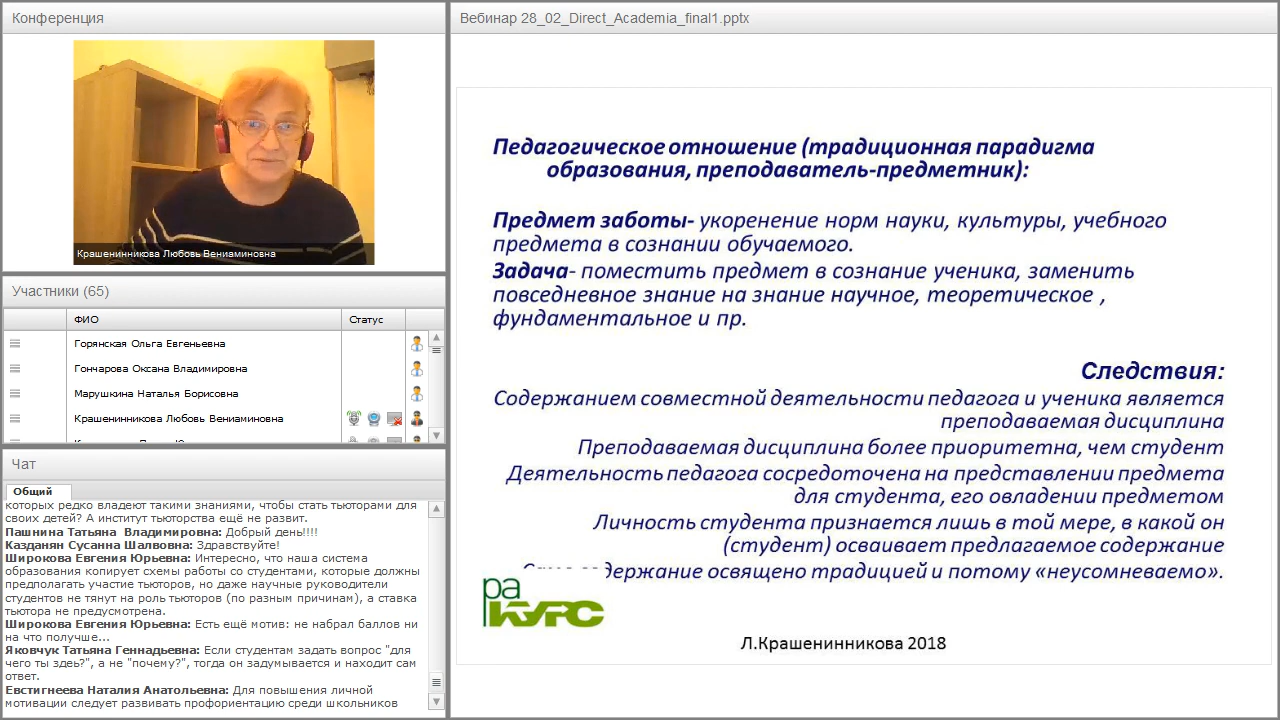 Конференция
Крашенинникова Любовь Вениаминовна
Участники (65)
ФИО
Статус
Горянская Ольга Евгеньевна
Гончарова Оксана Владимировна
Марушкина Наталья Борисовна
Крашенинникова Любовь Вениаминовна
Чат
Общий
которых редко владеют такими знаниями, чтобы стать тьюторами для
своих детей? А институт тьюторства ещё не развит.
Пашнина Татьяна Владимировна: Добрый день!!!!
Казданян Сусанна Шалвовна: Здравствуйте!
Широкова Евгения Юрьевна: Интересно, что наша система
образования копирует схемы работы со студентами, которые должны
предполагать участие тьюторов, но даже научные руководители
студентов не тянут на роль тьюторов (по разным причинам), а ставка
тьютора не предусмотрена.
Широкова Евгения Юрьевна: Есть ещё мотив: не набрал баллов ни
на что получше...
Яковчук Татьяна Геннадьевна: Если студентам задать вопрос "для
чего ты здеь?", а не "почему?", тогда он задумывается и находит сам
ответ.
Евстигнеева Наталия Анатольевна: Для повышения личной
мотивации следует развивать профориентацию среди школьников
Вебинар 28_02_Direct_Academia_final1.pptx
Педагогическое отношение (традиционная парадигма
образования, преподаватель-предметник):
Предмет заботы- укоренение норм науки, культуры, учебного
предмета в сознании обучаемого.
Задача- поместить предмет в сознание ученика, заменить
повседневное знание на знание научное, теоретическое ,
фундаментальное и пр.
Следствия:
Содержанием совместной деятельности педагога и ученика является
преподаваемая дисциплина
Преподаваемая дисциплина более приоритетна, чем студент
Деятельность педагога сосредоточена на представлении предмета
для студента, его овладении предметом
Личность студента признается лишь в той мере, в какой он
(студент) осваивает предлагаемое содержание
держание освящено традицией и потому «неусомневаемо».
ра
КУРС
Л.Крашенинникова 2018